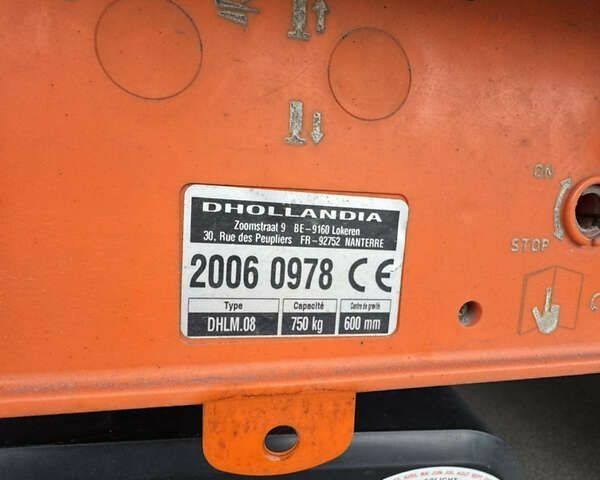 ON
STOP
DHOLLANDIA
Zoomstraat 9 BE-9160 Lokeren
30, Rue des Peupliers FR-92752 NANTERRE
2006 0978 CE
Type Capacité Centre de gravité
DHLM.08 750 kg 600 mm